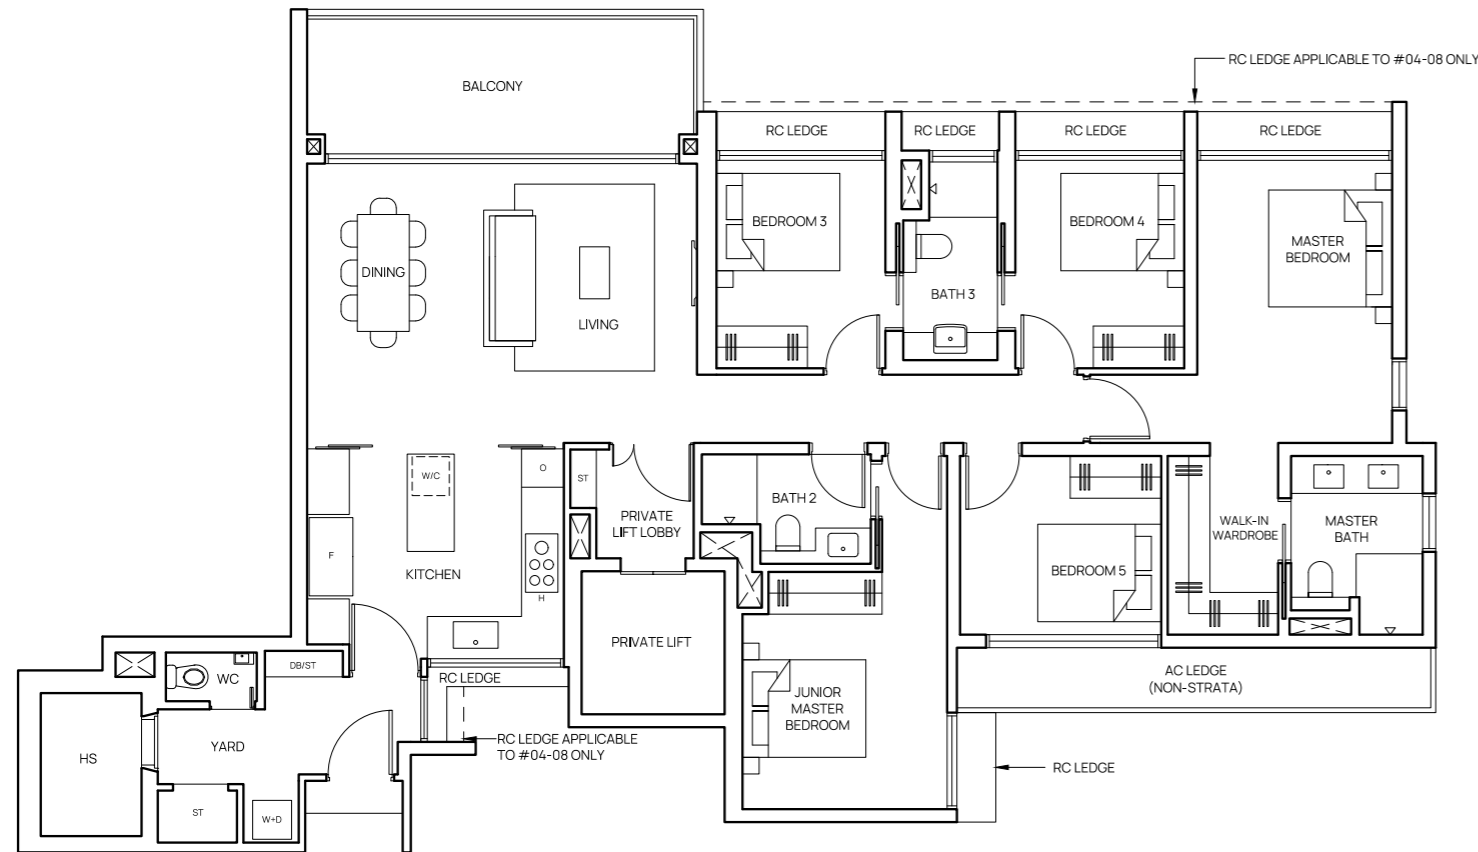 RC LEDGE APPLICABLE TO #04-08 ONLY
BALCONY
RC LEDGE
RC LEDGE
RC LEDGE
RC LEDGE
BEDROOM 3
BEDROOM 4
MASTER
BEDROOM
DINING
BATH 3
LIVING
W/C
O
ST
BATH 2
PRIVATE
LIFT LOBBY
WALK-IN
WARDROBE
MASTER
BATH
F
KITCHEN
H
BEDROOM 5
PRIVATE LIFT
DB/ST
WC
RC LEDGE
AC LEDGE
(NON-STRATA)
JUNIOR
MASTER
BEDROOM
HS
YARD
RC LEDGE APPLICABLE
TO #04-08 ONLY
RC LEDGE
ST
W+D